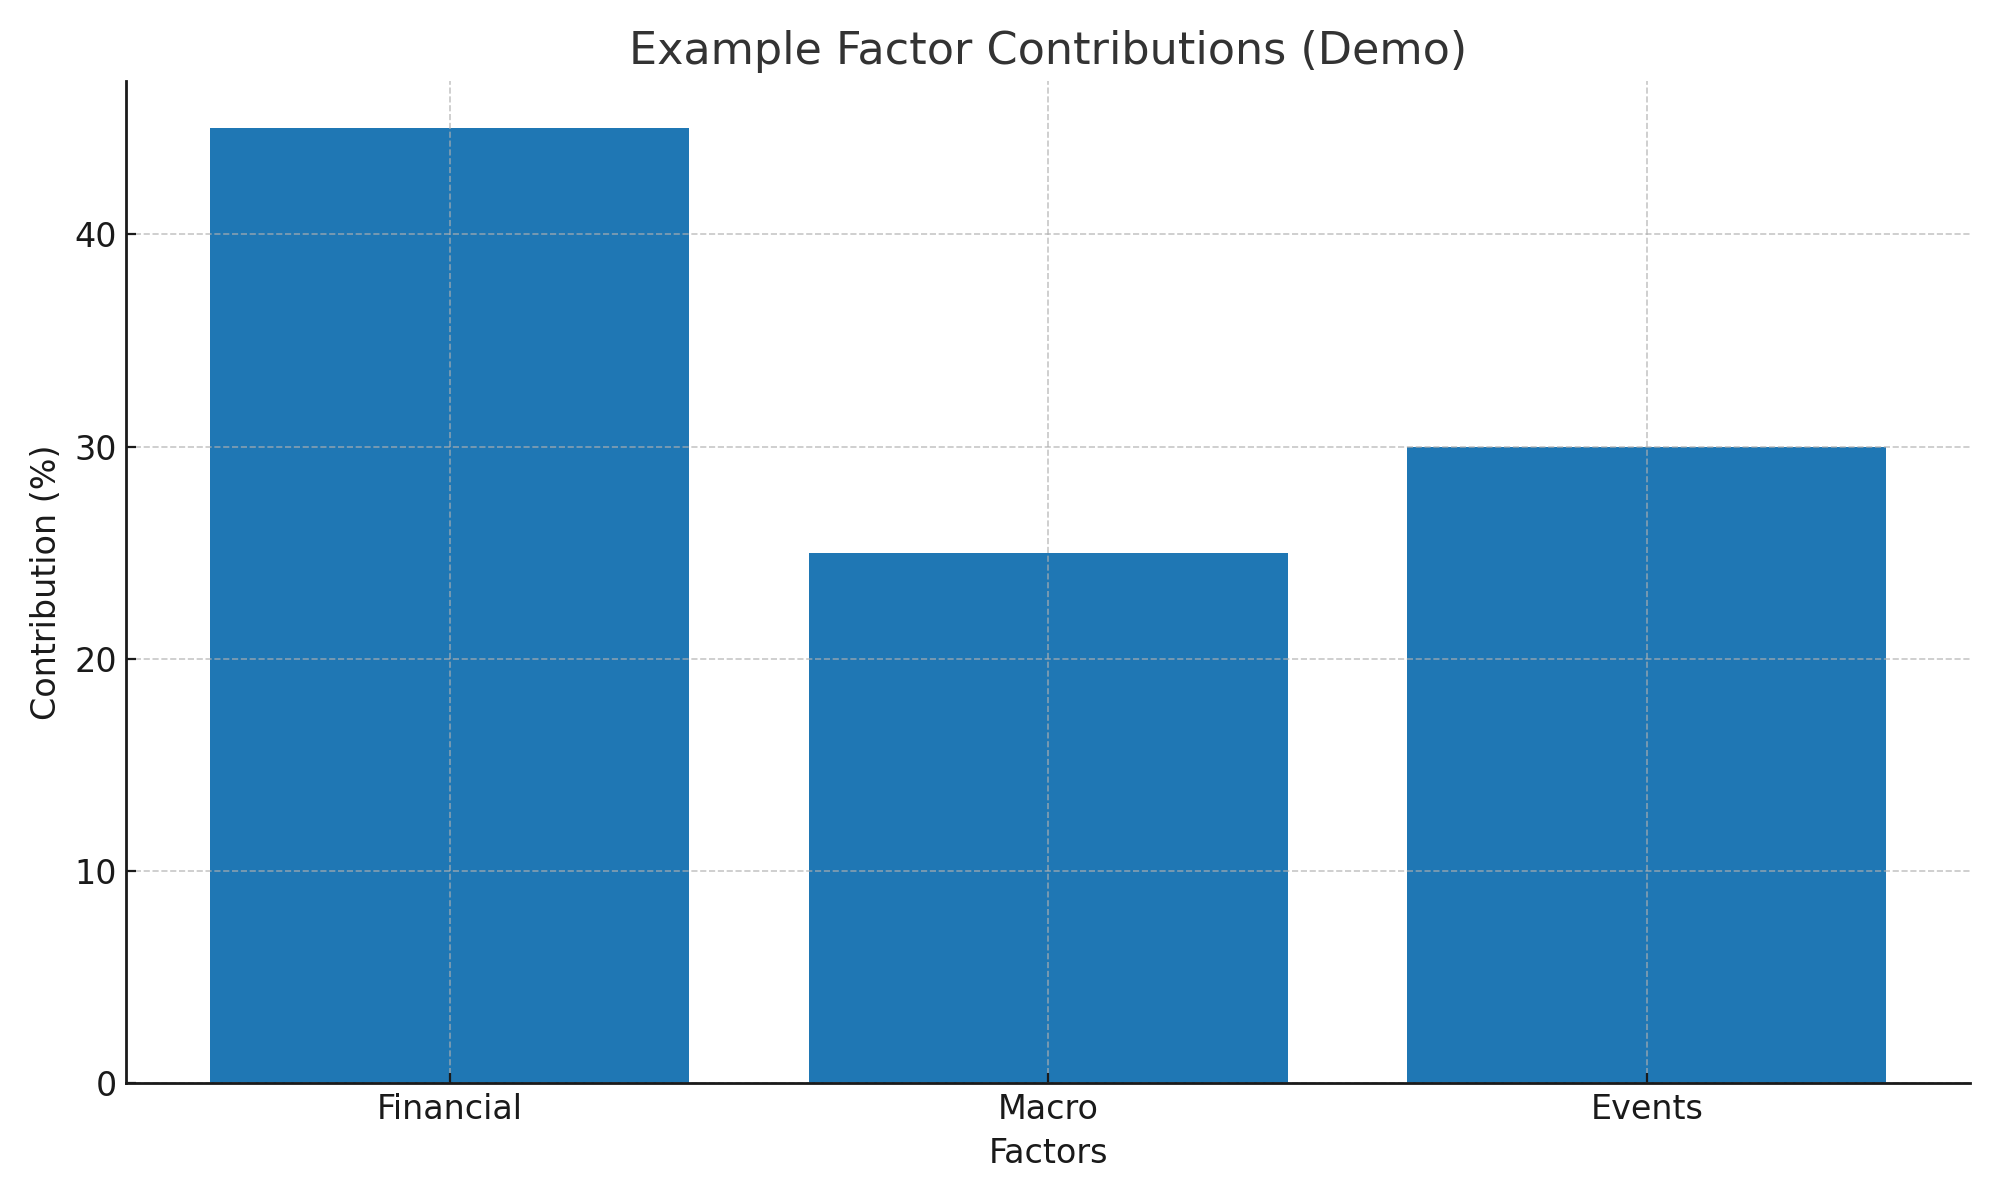 Example Factor Contributions (Demo)
Contribution (%)
40
30
20
10
0
Financial
Macro
Events
Factors